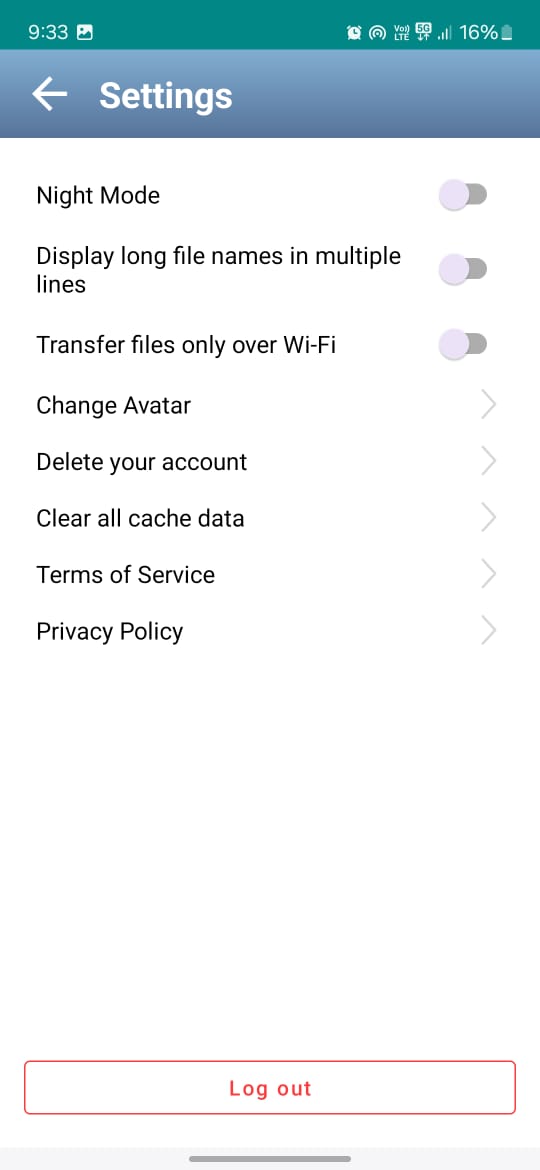 9:33 Vo) LTE 5G 16%
Settings
Night Mode
Display long file names in multiple
lines
Transfer files only over Wi-Fi
Change Avatar
Delete your account
Clear all cache data
Terms of Service
Privacy Policy
Log out